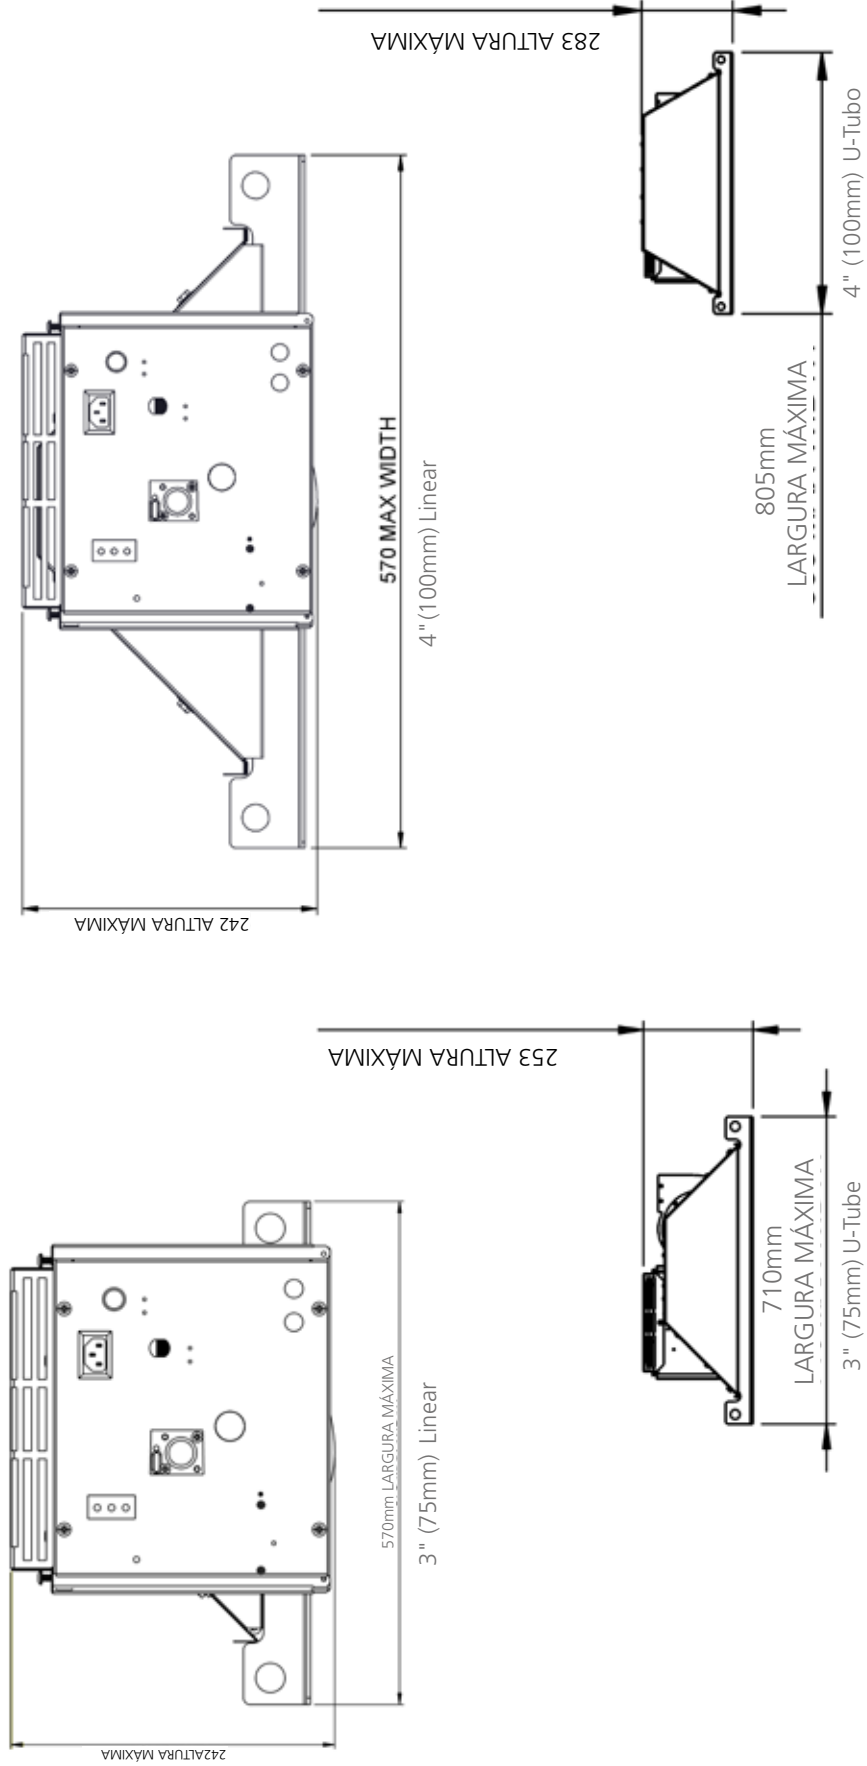 283 ALTURA MÁXIMA
570 MAX WIDTH
4" (100mm) Linear
242 ALTURA MÁXIMA
805mm
LARGURA MÁXIMA
4" (100mm) U-Tubo
253 ALTURA MÁXIMA
570mm LARGURA MÁXIMA
3" (75mm) Linear
242ALTURA MÁXIMA
710mm
LARGURA MÁXIMA
3" (75mm) U-Tube